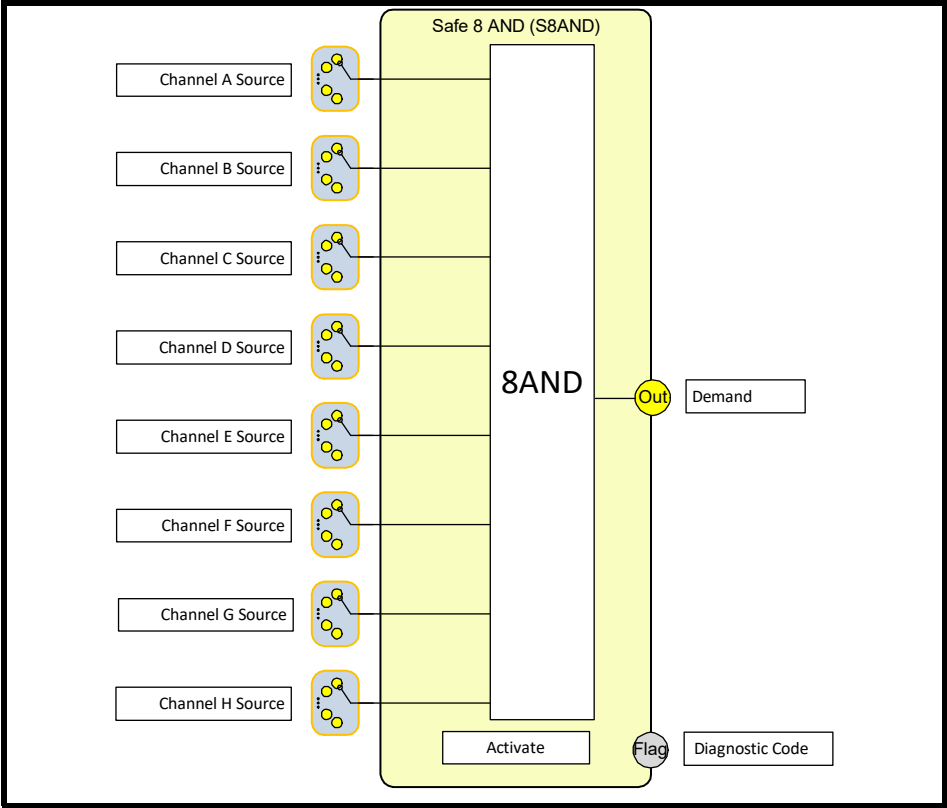 Safe 8 AND (S8AND)
Channel A Source
Channel B Source
Channel C Source
Channel D Source
8AND
Out
Demand
Channel E Source
Channel F Source
Channel G Source
Channel H Source
Activate
Flag
Diagnostic Code